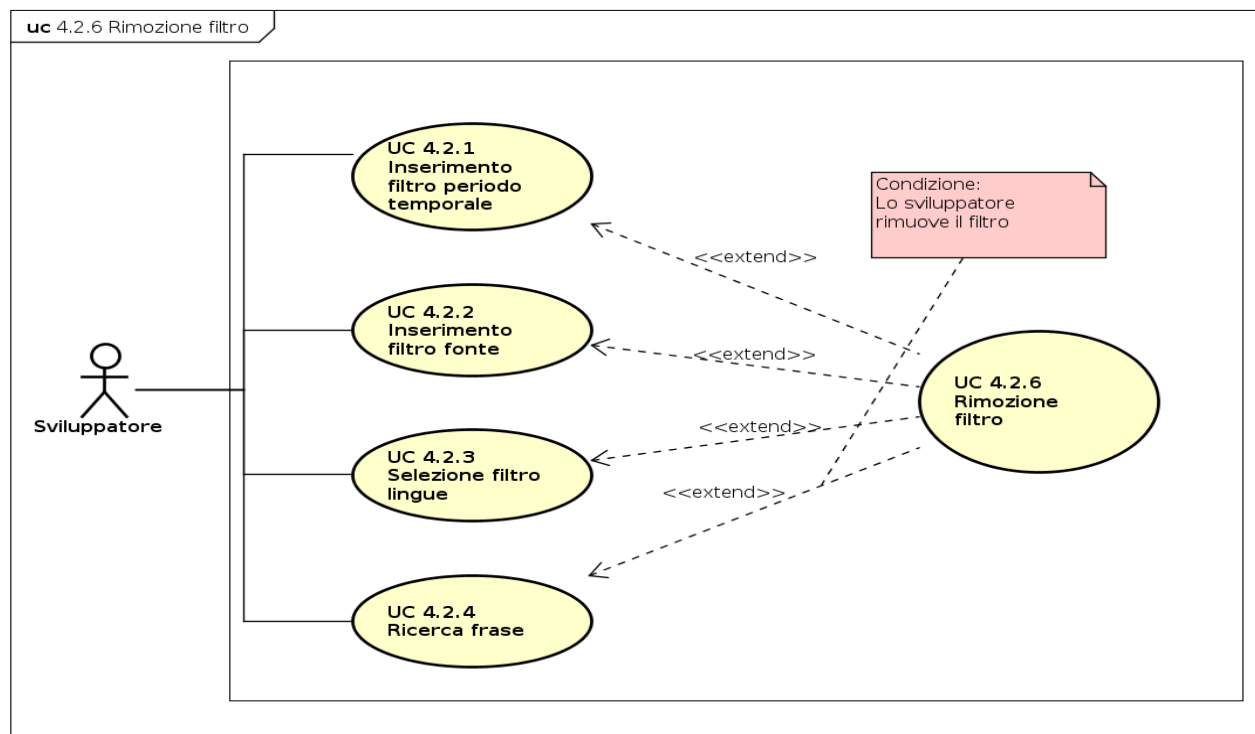 uc 4.2.6 Rimozione filtro
UC 4.2.1
Inserimento
filtro periodo
temporale
Condizione:
Lo sviluppatore
rimuove il filtro
<<extend>>
UC 4.2.2
Inserimento
filtro fonte
<<extend>>
UC 4.2.6
Rimozione
filtro
Sviluppatore
<<extend>>
UC 4.2.3
Selezione filtro
lingue
<<extend>>
UC 4.2.4
Ricerca frase